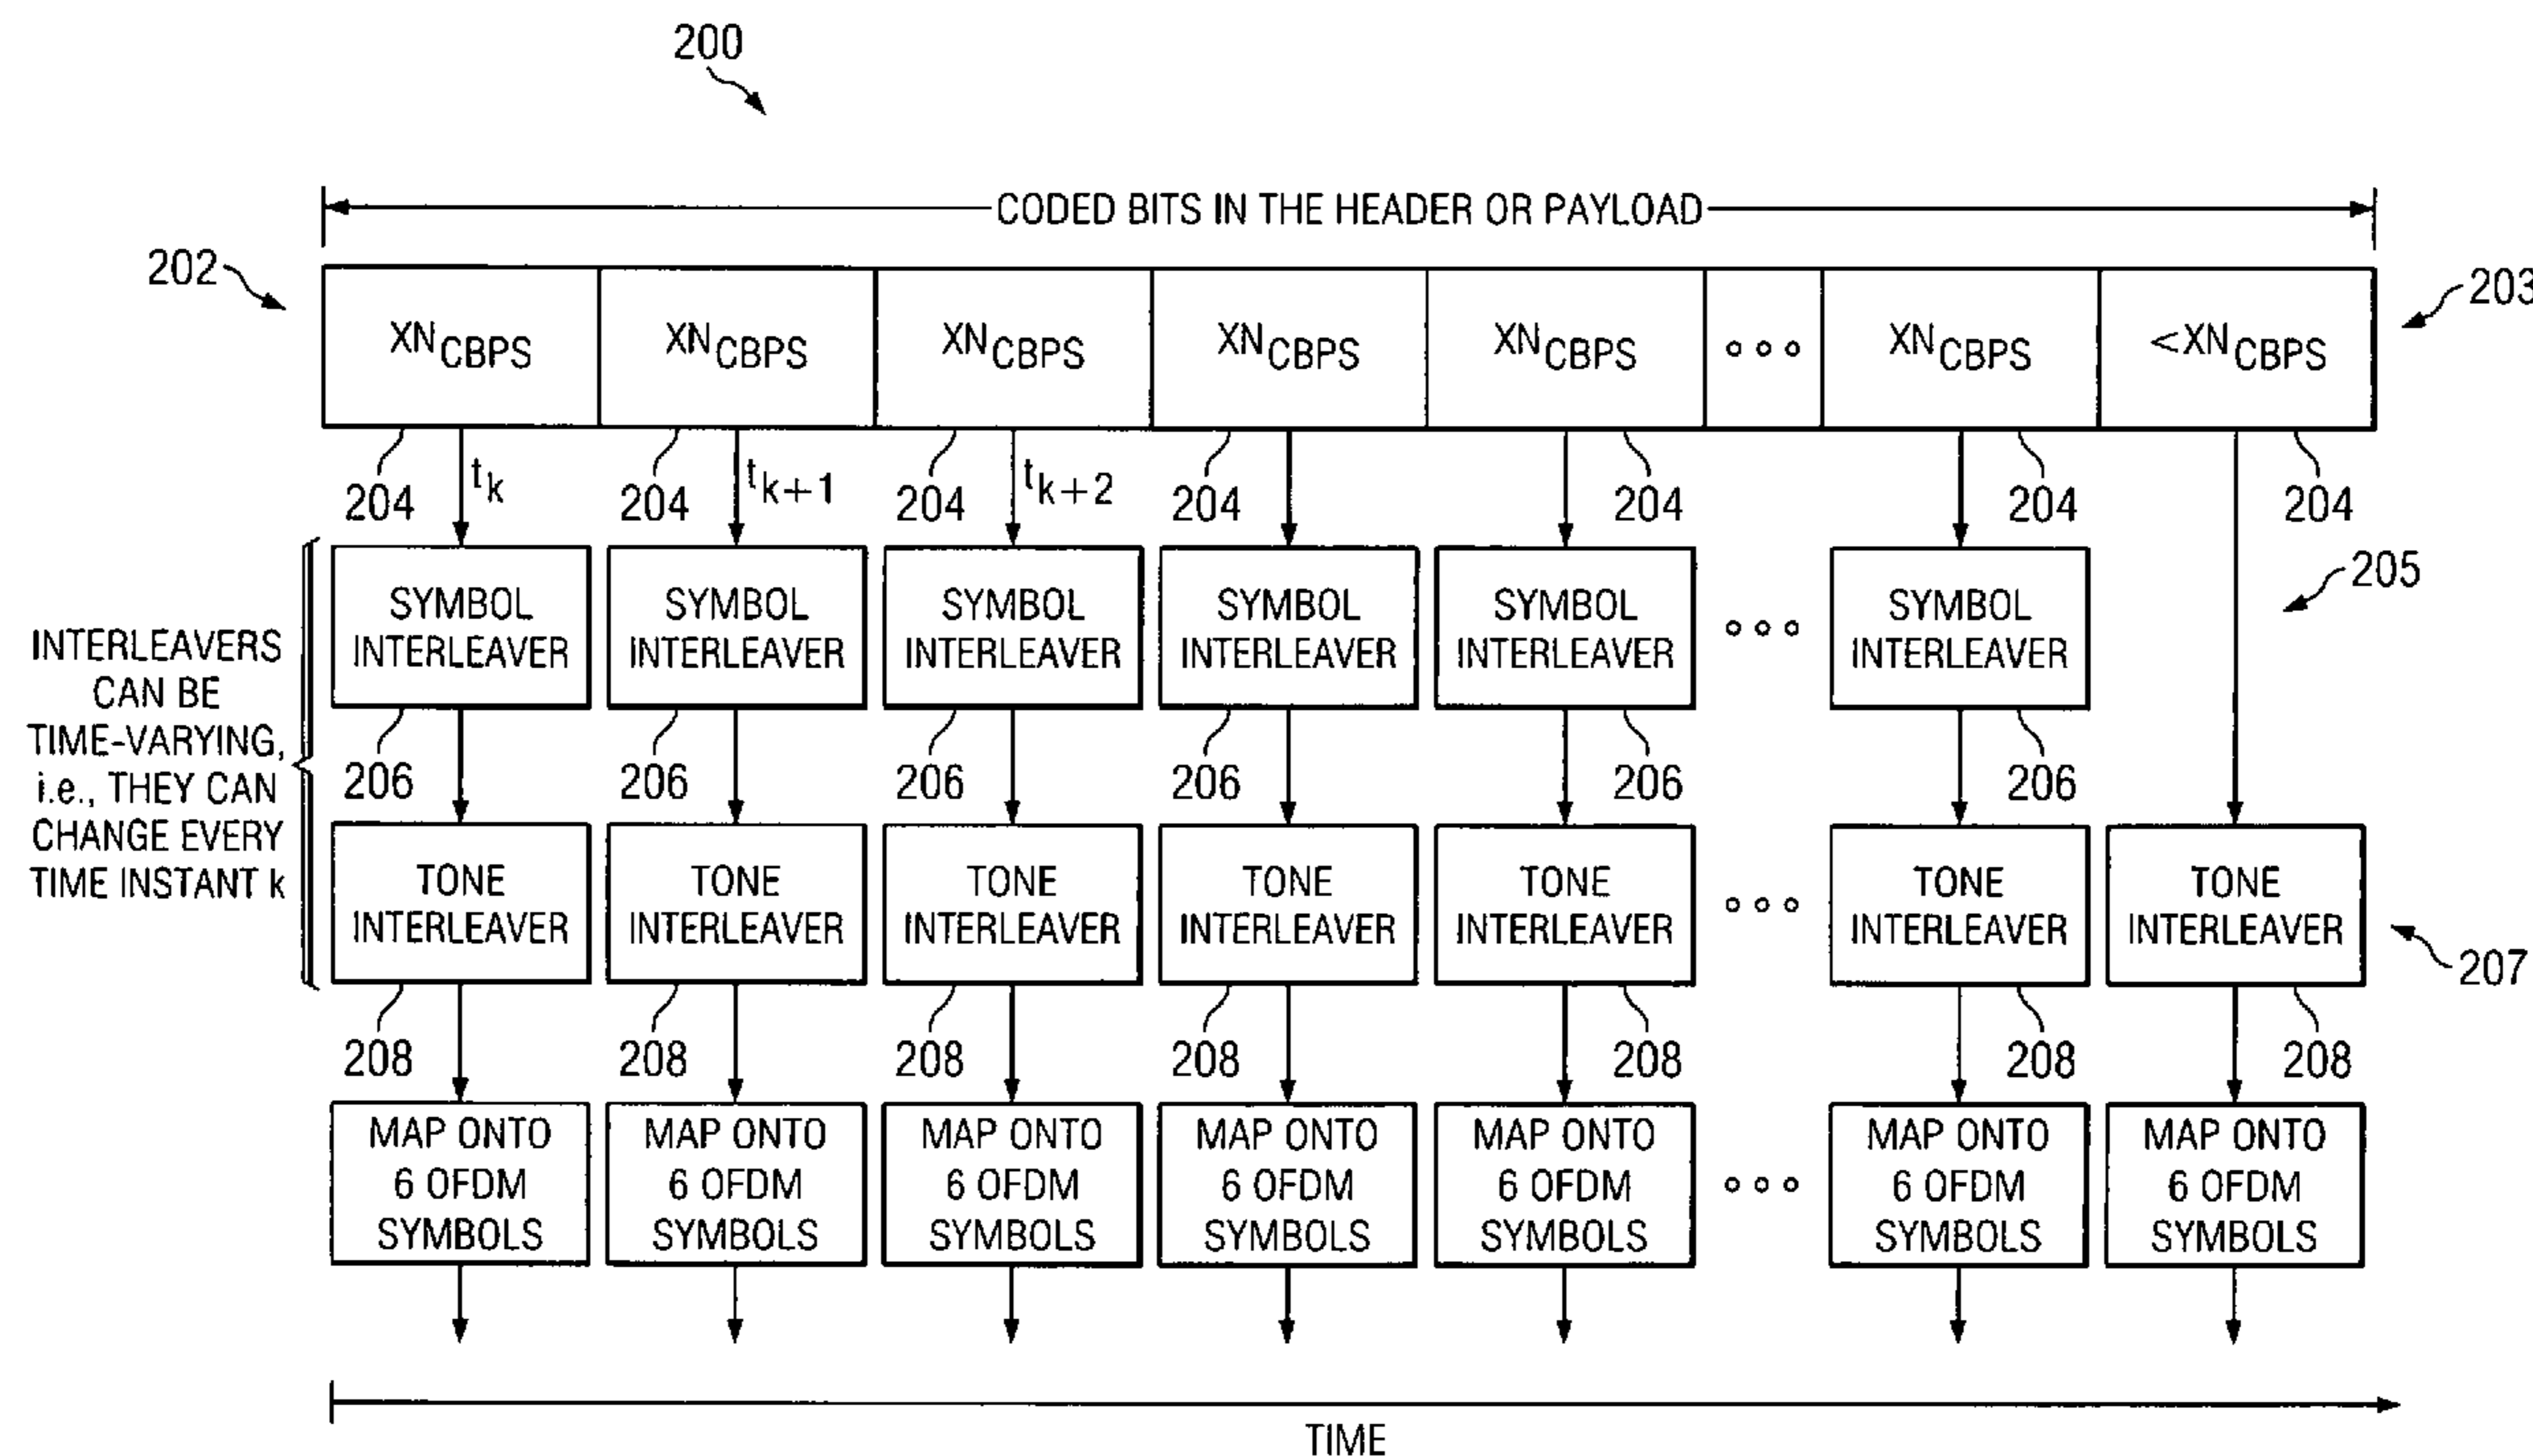 200
CODED BITS IN THE HEADER OR PAYLOAD
202
203
XNCBPS XNCBPS XNCBPS XNCBPS XNCBPS ooo XNCBPS <XNCBPS
204 tk 204 tk+1 204 tk+2 204 204 204 204
205
INTERLEAVERS
CAN BE
TIME-VARYING,
i.e., THEY CAN
CHANGE EVERY
TIME INSTANT k
SYMBOL SYMBOL SYMBOL SYMBOL SYMBOL SYMBOL
INTERLEAVER INTERLEAVER INTERLEAVER INTERLEAVER INTERLEAVER ooo INTERLEAVER
206 206 206 206 206 206
TONE TONE TONE TONE TONE TONE TONE
INTERLEAVER INTERLEAVER INTERLEAVER INTERLEAVER INTERLEAVER ooo INTERLEAVER INTERLEAVER
207
208 208 208 208 208 208 208
MAP ONTO MAP ONTO MAP ONTO MAP ONTO MAP ONTO MAP ONTO MAP ONTO
6 OFDM 6 OFDM 6 OFDM 6 OFDM 6 OFDM ooo 6 OFDM 6 OFDM
SYMBOLS SYMBOLS SYMBOLS SYMBOLS SYMBOLS SYMBOLS SYMBOLS
TIME